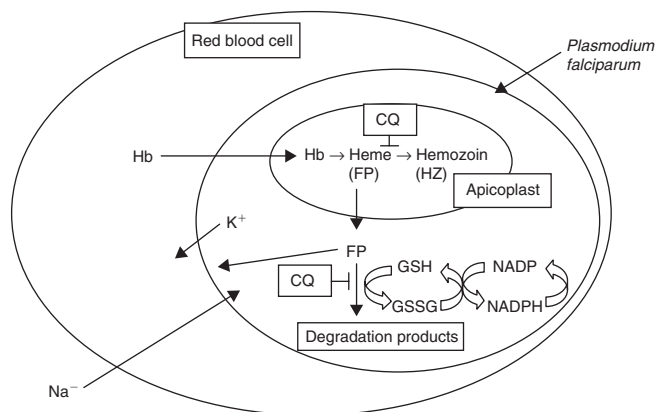 Red blood cell
Plasmodium
falciparum
CQ
Hb
Hb → Heme → Hemozoin
(FP) (HZ)
Apicoplast
K⁺
FP
CQ
GSH NADP
GSSG NADPH
Degradation products
Na⁻